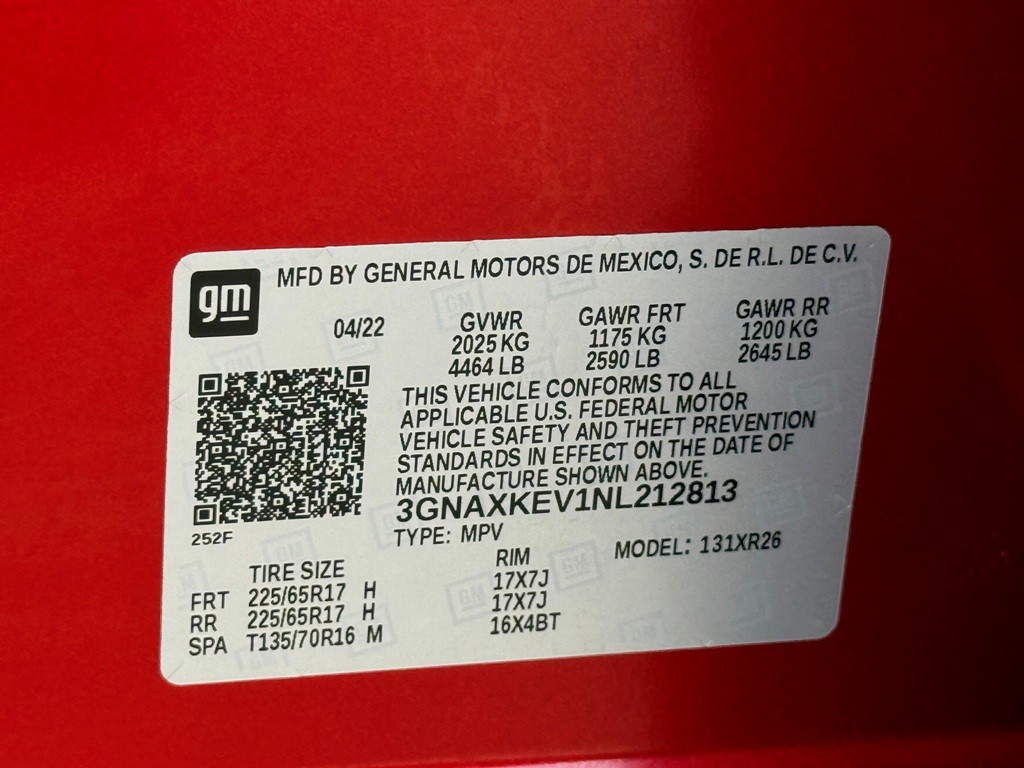 gm
MFD BY GENERAL MOTORS DE MEXICO, S. DE R.L. DE C.V.
04/22 GVWR GAWR FRT GAWR RR
2025 KG 1175 KG 1200 KG
4464 LB 2590 LB 2645 LB
THIS VEHICLE CONFORMS TO ALL
APPLICABLE U.S. FEDERAL MOTOR
VEHICLE SAFETY AND THEFT PREVENTION
STANDARDS IN EFFECT ON THE DATE OF
MANUFACTURE SHOWN ABOVE.
3GNAXKEV1NL212813
252F
TYPE: MPV MODEL: 131XR26
TIRE SIZE RIM
FRT 225/65R17 H 17X7J
RR 225/65R17 H 17X7J
SPA T135/70R16 M 16X4BT